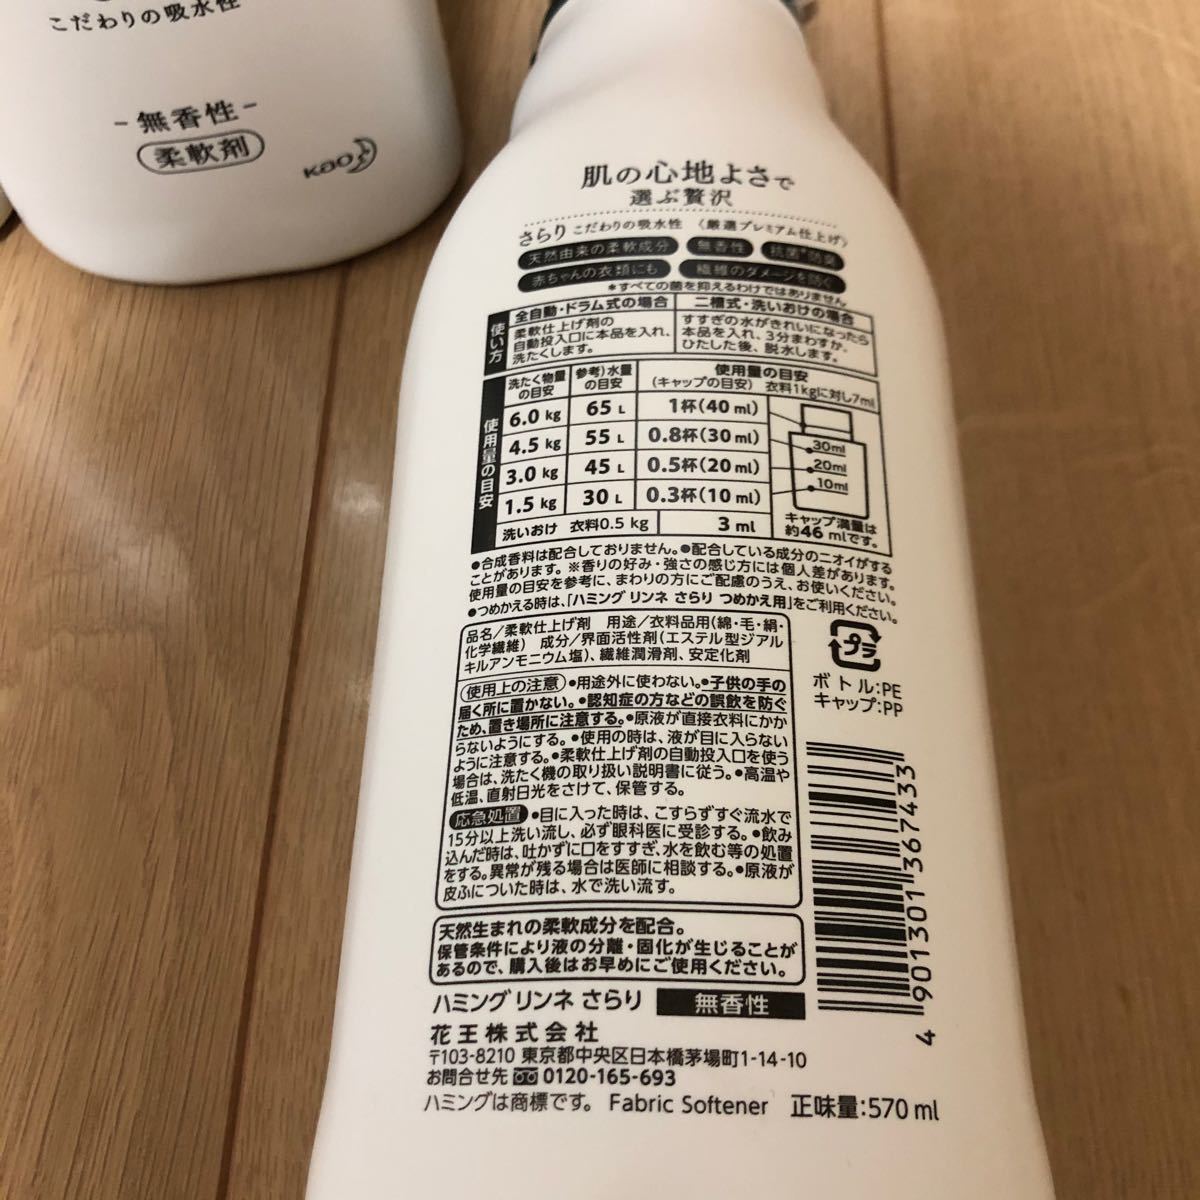 こだわりの吸水性
-無香性-
柔軟剤
Kao
肌の心地よさで
選ぶ贅沢
さらり こだわりの吸水性 〈厳選プレミアム仕上げ〉
天然由来の柔軟成分 無香性 抗菌*防臭
赤ちゃんの衣類にも 繊維のダメージを防ぐ
*すべての菌を抑えるわけではありません
使い方
全自動・ドラム式の場合
柔軟仕上げ剤の
自動投入口に本品を入れ、
洗たくします。
二槽式・洗いおけの場合
すすぎの水がきれいになったら
本品を入れ、3分まわすか、
ひたした後、脱水します。
使用量の目安
洗たく物量の目安 参考)水量の目安 使用量の目安
(キャップの目安) 衣料1kgに対し7ml
6.0 kg 65 L 1杯(40 ml)
4.5 kg 55 L 0.8杯(30 ml)
3.0 kg 45 L 0.5杯(20 ml)
1.5 kg 30 L 0.3杯(10 ml)
洗いおけ 衣料0.5 kg 3 ml
30ml
20ml
10ml
キャップ満量は
約46 mlです。
●合成香料は配合しておりません。●配合している成分のニオイがする
ことがあります。※香りの好み・強さの感じ方には個人差があります。
使用量の目安を参考に、まわりの方にご配慮のうえ、お使いください。
●つめかえる時は、「ハミング リンネ さらり つめかえ用」をご利用ください。
品名/柔軟仕上げ剤 用途/衣料品用(綿・毛・絹・
化学繊維) 成分/界面活性剤(エステル型ジアル
キルアンモニウム塩)、繊維潤滑剤、安定化剤
使用上の注意 ●用途外に使わない。●子供の手の
届く所に置かない。●認知症の方などの誤飲を防ぐ
ため、置き場所に注意する。●原液が直接衣料にかか
らないようにする。●使用の時は、液が目に入らない
ように注意する。●柔軟仕上げ剤の自動投入口を使う
場合は、洗たく機の取り扱い説明書に従う。●高温や
低温、直射日光をさけて、保管する。
応急処置 ●目に入った時は、こすらずすぐ流水で
15分以上洗い流し、必ず眼科医に受診する。●飲み
込んだ時は、吐かずに口をすすぎ、水を飲む等の処置
をする。異常が残る場合は医師に相談する。●原液が
皮ふについた時は、水で洗い流す。
プラ
ボトル:PE
キャップ:PP
4 901301 367433
天然生まれの柔軟成分を配合。
保管条件により液の分離・固化が生じることが
あるので、購入後はお早めにご使用ください。
ハミング リンネ さらり 無香性
花王株式会社
〒103-8210 東京都中央区日本橋茅場町1-14-10
お問合せ先 0120-165-693
ハミングは商標です。 Fabric Softener 正味量:570 ml